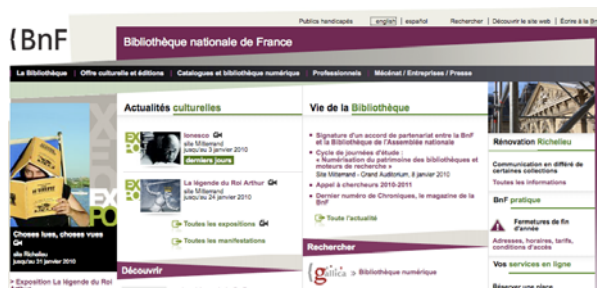 Publics handicapés | english | español Rechercher | Découvrir le site web | Écrire à la Bn
(BnF
Bibliothèque nationale de France
La Bibliothèque | Offre culturelle et éditions | Catalogues et bibliothèque numérique | Professionnels | Mécénat / Entreprises / Presse
EXPO
Choses lues, choses vues
site Richelieu
jusqu'au 31 janvier 2010
> Exposition La légende du Roi
Actualités culturelles
EXPO
Ionesco
site Mitterrand
jusqu'au 3 janvier 2010
derniers jours
EXPO
La légende du Roi Arthur
site Mitterrand
jusqu'au 24 janvier 2010
Toutes les expositions
Toutes les manifestations
Découvrir
Vie de la Bibliothèque
Signature d'un accord de partenariat entre la BnF
et la Bibliothèque de l'Assemblée nationale
Cycle de journées d'étude :
« Numérisation du patrimoine des bibliothèques et
moteurs de recherche »
Site Mitterrand - Grand Auditorium, 8 janvier 2010
Appel à chercheurs 2010-2011
Dernier numéro de Chroniques, le magazine de la
BnF
Toute l'actualité
Rechercher
gallica > Bibliothèque numérique
Rénovation Richelieu
Communication en différé de
certaines collections
Toutes les informations
BnF pratique
Fermetures de fin
d'année
Adresses, horaires, tarifs,
conditions d'accès
Vos services en ligne
Réserver une place